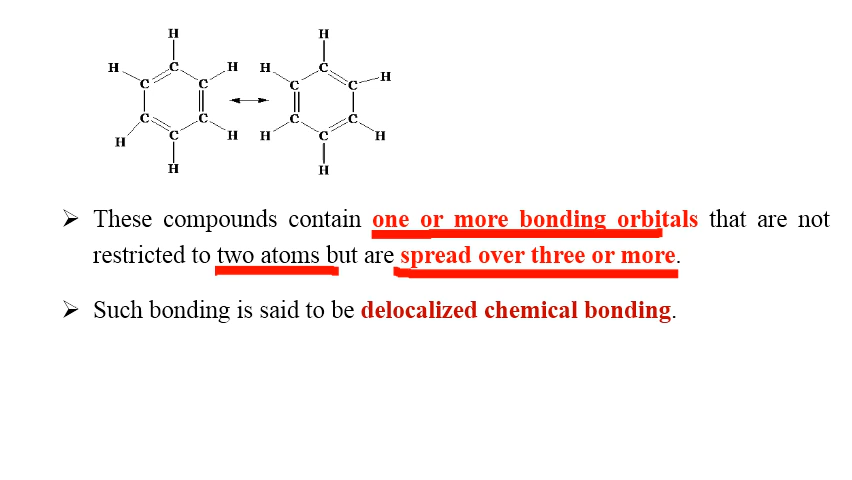 H H
H H H H
C C
C C C C
C C C C
H C H H C H
H H
➢ These compounds contain one or more bonding orbitals that are not
restricted to two atoms but are spread over three or more.
➢ Such bonding is said to be delocalized chemical bonding.